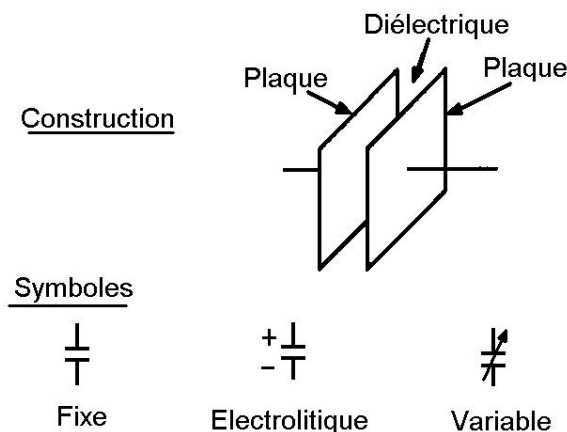 Diélectrique
Plaque
Plaque
Construction
Symboles
+
−
Fixe
Electrolitique
Variable